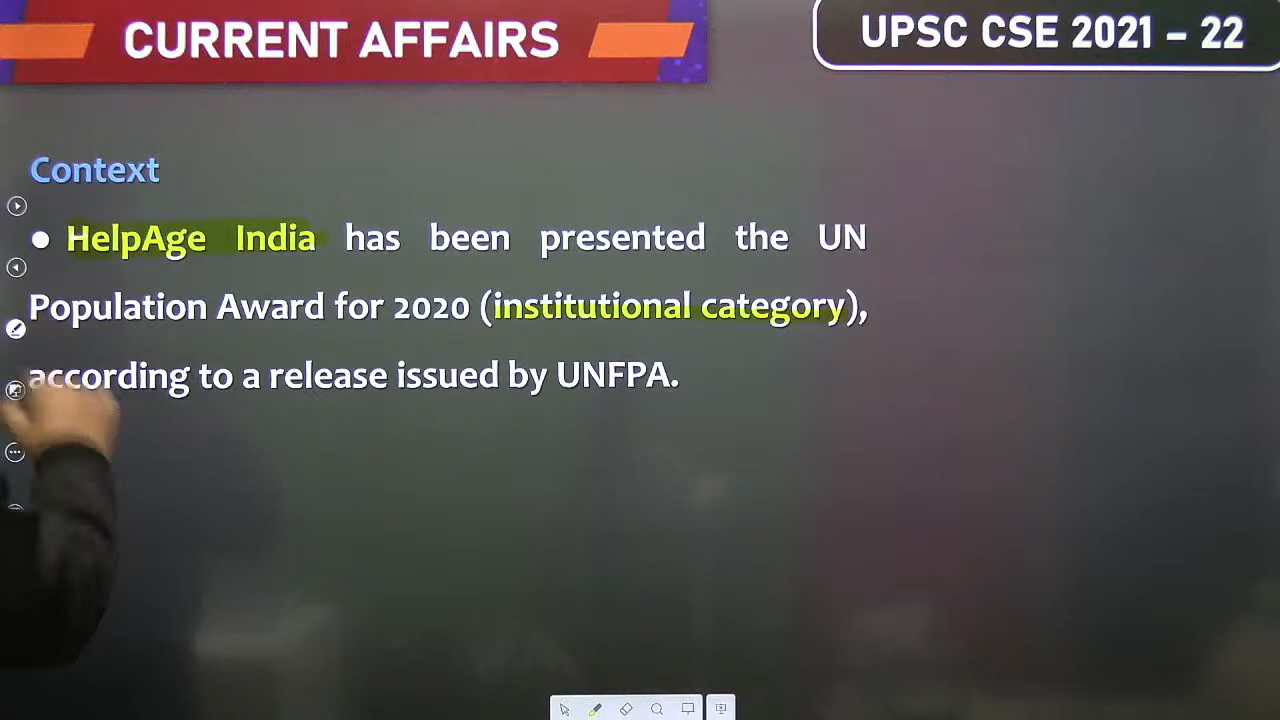 CURRENT AFFAIRS
UPSC CSE 2021 – 22
Context
● HelpAge India has been presented the UN
Population Award for 2020 (institutional category),
according to a release issued by UNFPA.